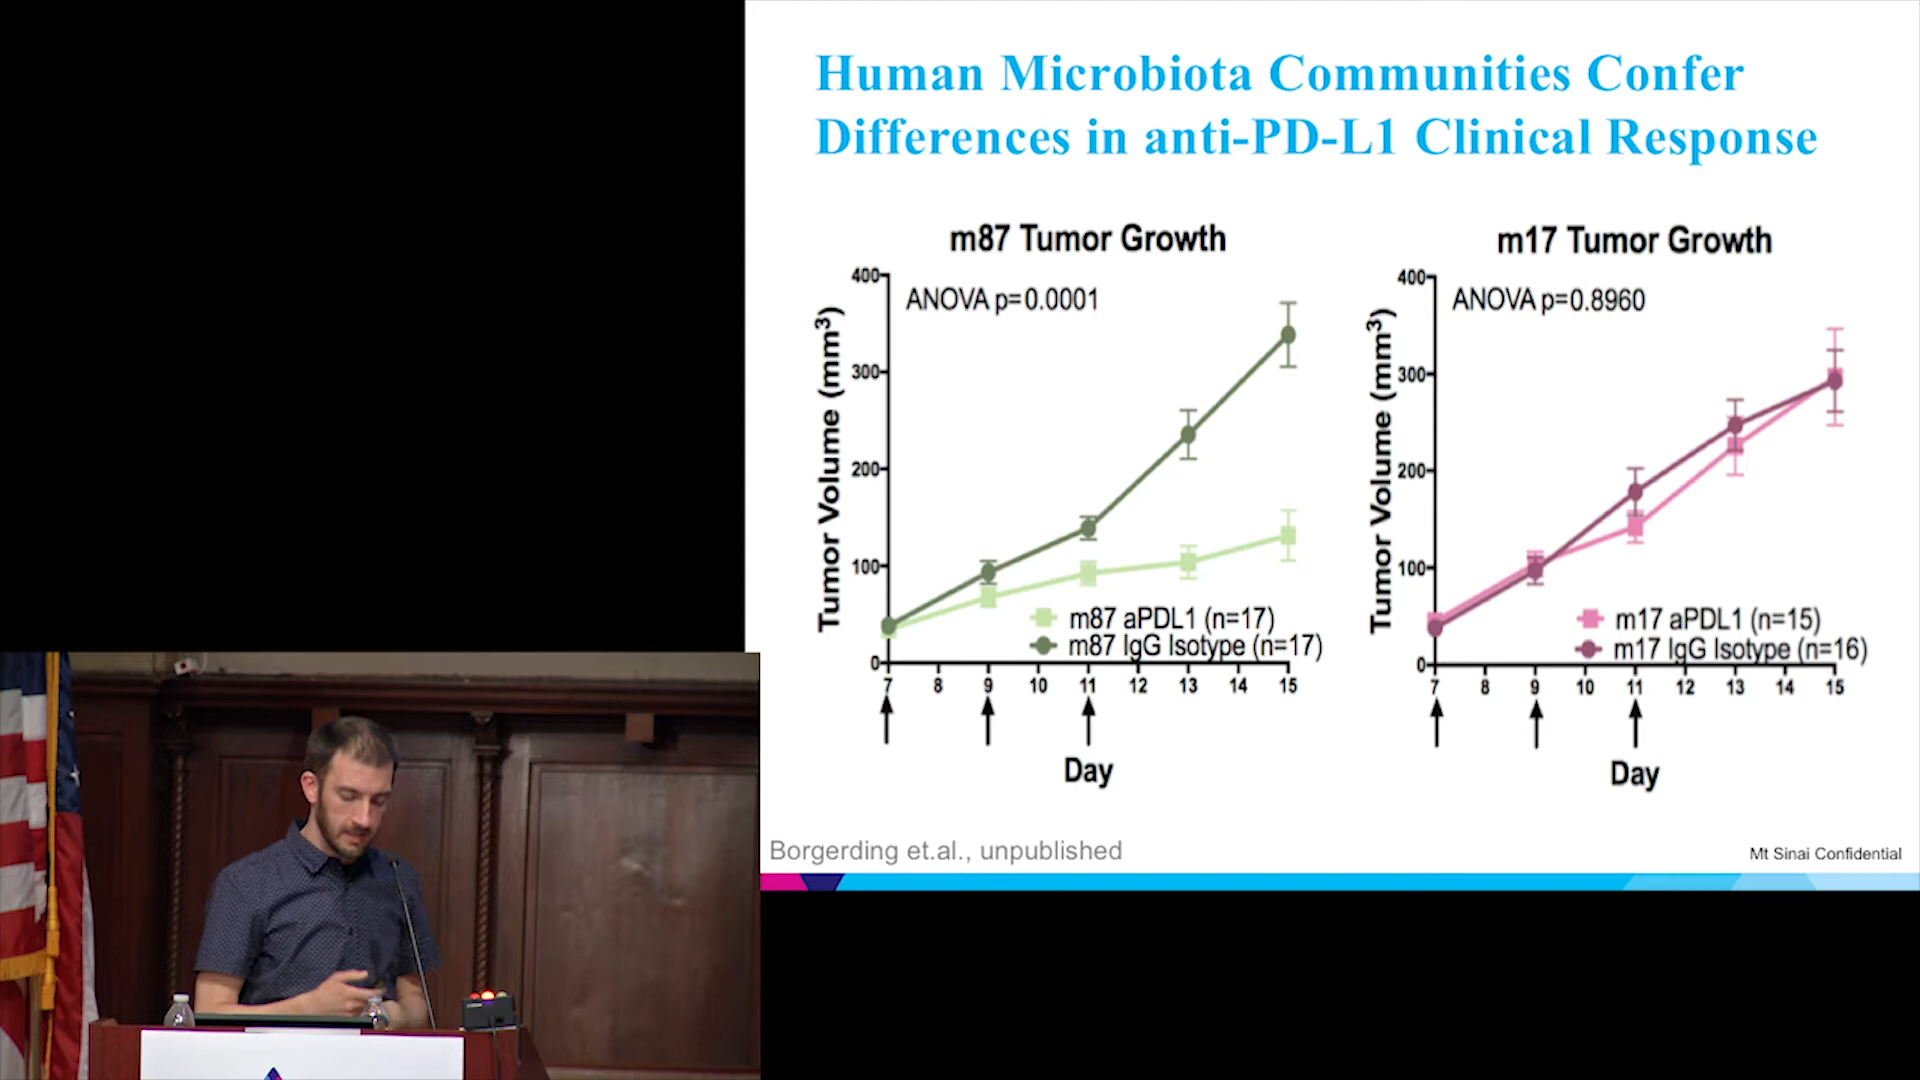 Human Microbiota Communities Confer
Differences in anti-PD-L1 Clinical Response
m87 Tumor Growth
ANOVA p=0.0001
Tumor Volume (mm³)
400
300
200
100
0
m87 aPDL1 (n=17)
m87 IgG Isotype (n=17)
7 8 9 10 11 12 13 14 15
Day
m17 Tumor Growth
ANOVA p=0.8960
Tumor Volume (mm³)
400
300
200
100
0
m17 aPDL1 (n=15)
m17 IgG Isotype (n=16)
7 8 9 10 11 12 13 14 15
Day
Borgerding et.al., unpublished
Mt Sinai Confidential